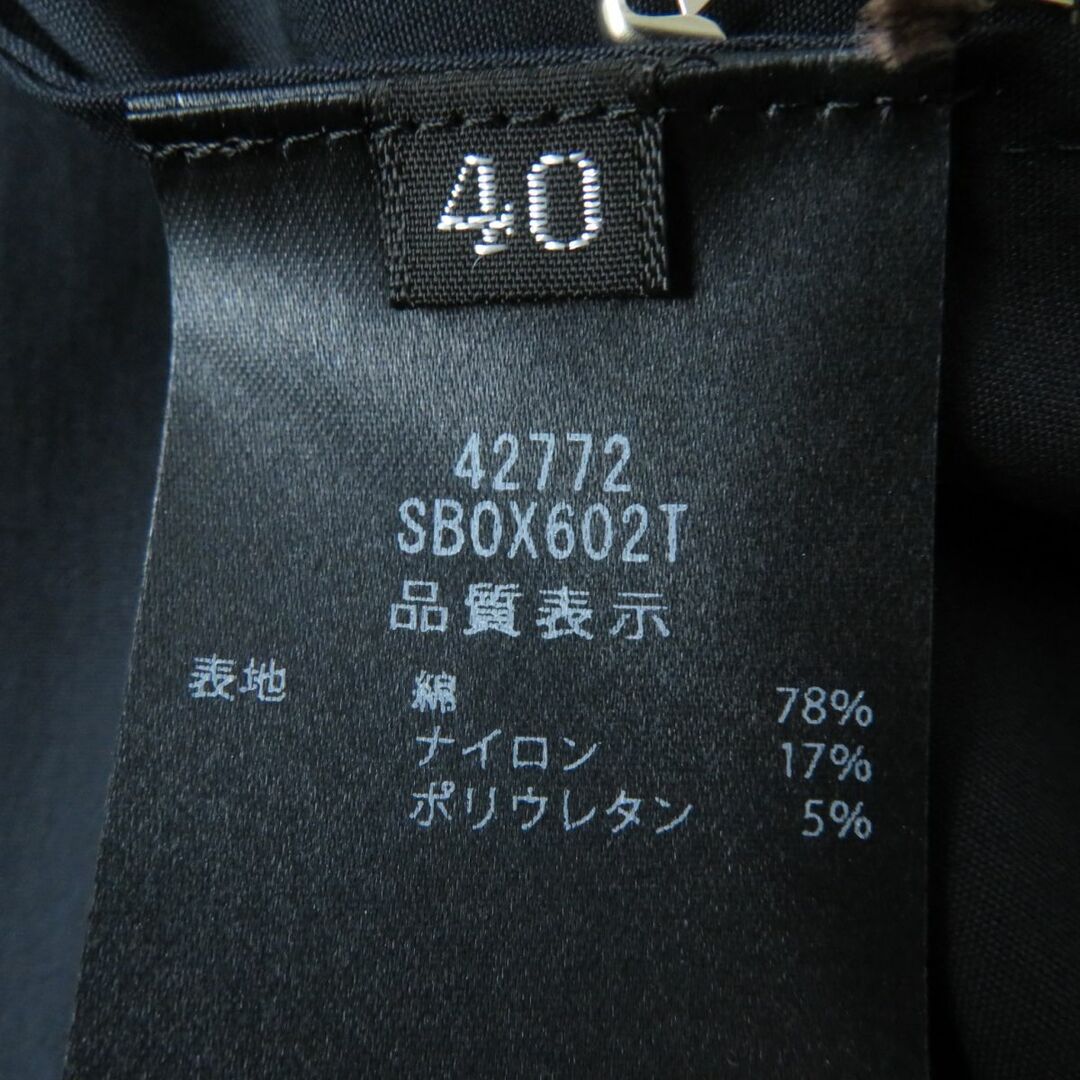 40
42772
SBOX602T
品質表示
表地 綿 78%
ナイロン 17%
ポリウレタン 5%